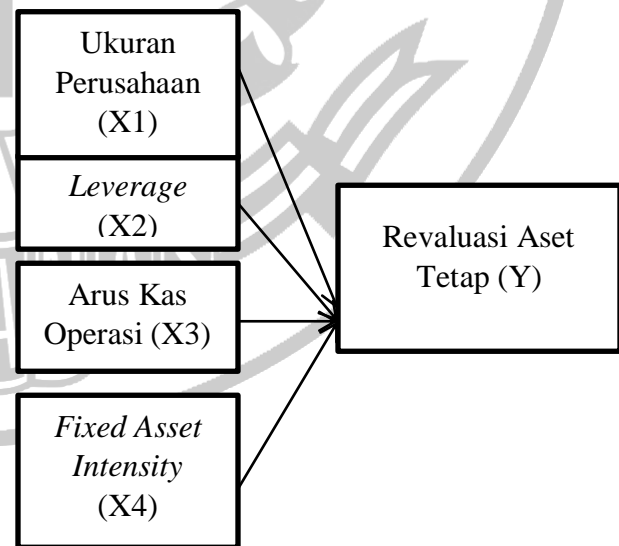 Ukuran
Perusahaan
(X1)
Leverage
(X2)
Arus Kas
Operasi (X3)
Fixed Asset
Intensity
(X4)
Revaluasi Aset
Tetap (Y)